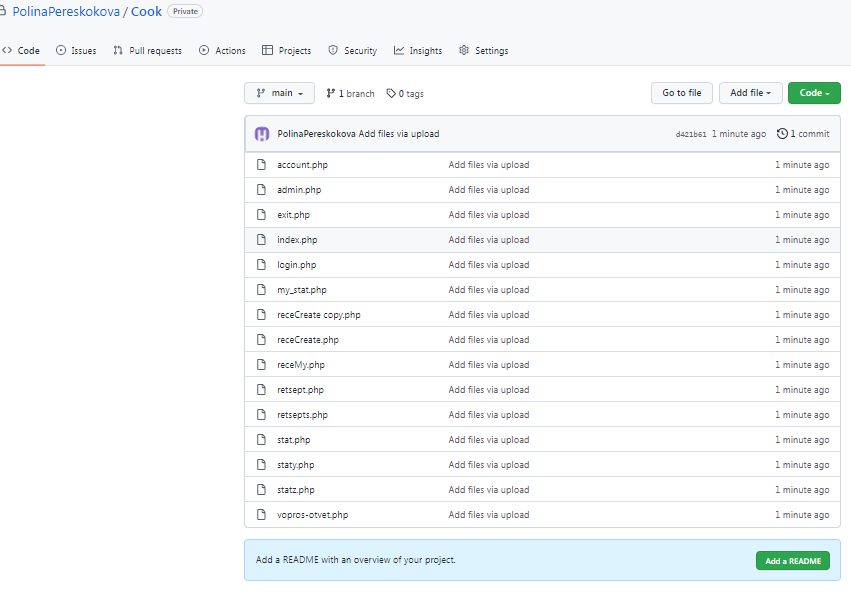 PolinaPereskokova / Cook Private
Code Issues Pull requests Actions Projects Security Insights Settings
main 1 branch 0 tags Go to file Add file Code
PolinaPereskokova Add files via upload d421b61 1 minute ago 1 commit
account.php Add files via upload 1 minute ago
admin.php Add files via upload 1 minute ago
exit.php Add files via upload 1 minute ago
index.php Add files via upload 1 minute ago
login.php Add files via upload 1 minute ago
my_stat.php Add files via upload 1 minute ago
receCreate copy.php Add files via upload 1 minute ago
receCreate.php Add files via upload 1 minute ago
receMy.php Add files via upload 1 minute ago
retsept.php Add files via upload 1 minute ago
retsepts.php Add files via upload 1 minute ago
stat.php Add files via upload 1 minute ago
staty.php Add files via upload 1 minute ago
statz.php Add files via upload 1 minute ago
vopros-otvet.php Add files via upload 1 minute ago
Add a README with an overview of your project. Add a README